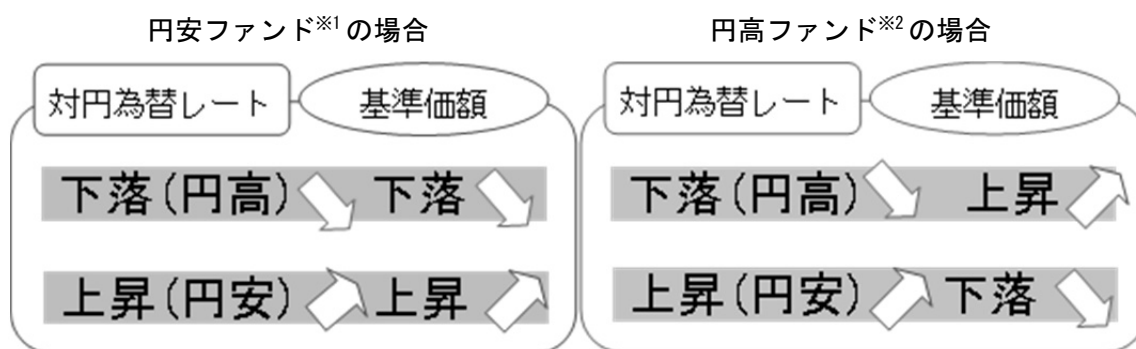 円安ファンド※1の場合
対円為替レート 基準価額
下落(円高) 下落
上昇(円安) 上昇
円高ファンド※2の場合
対円為替レート 基準価額
下落(円高) 上昇
上昇(円安) 下落